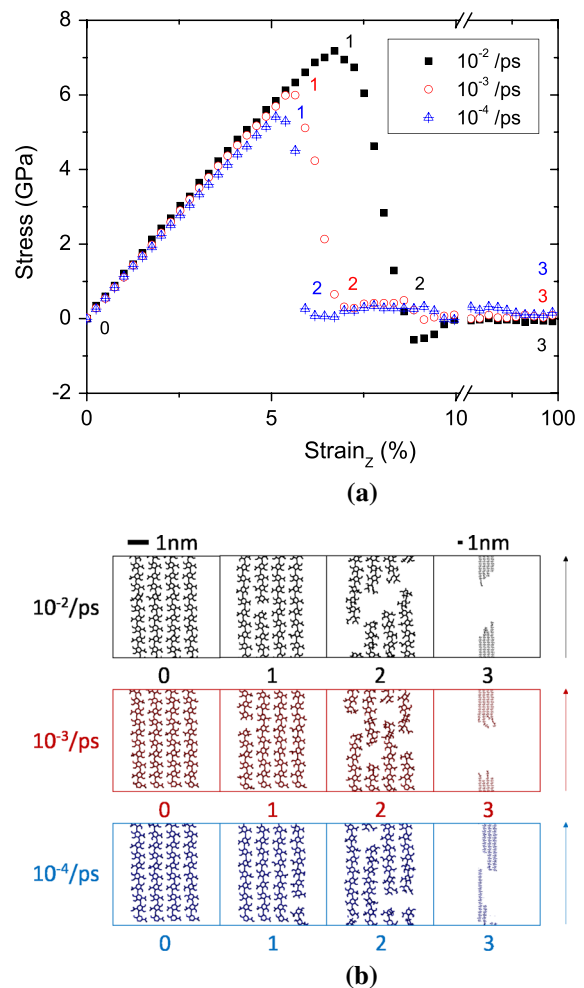 8
6
4
2
0
-2
Stress (GPa)
1
1
1
0
2 2 2
3
3
3
10⁻² /ps
10⁻³ /ps
10⁻⁴ /ps
0 5 10 100
Strain_Z (%)
(a)
1nm 1nm
10⁻²/ps
0 1 2 3
10⁻³/ps
0 1 2 3
10⁻⁴/ps
0 1 2 3
(b)